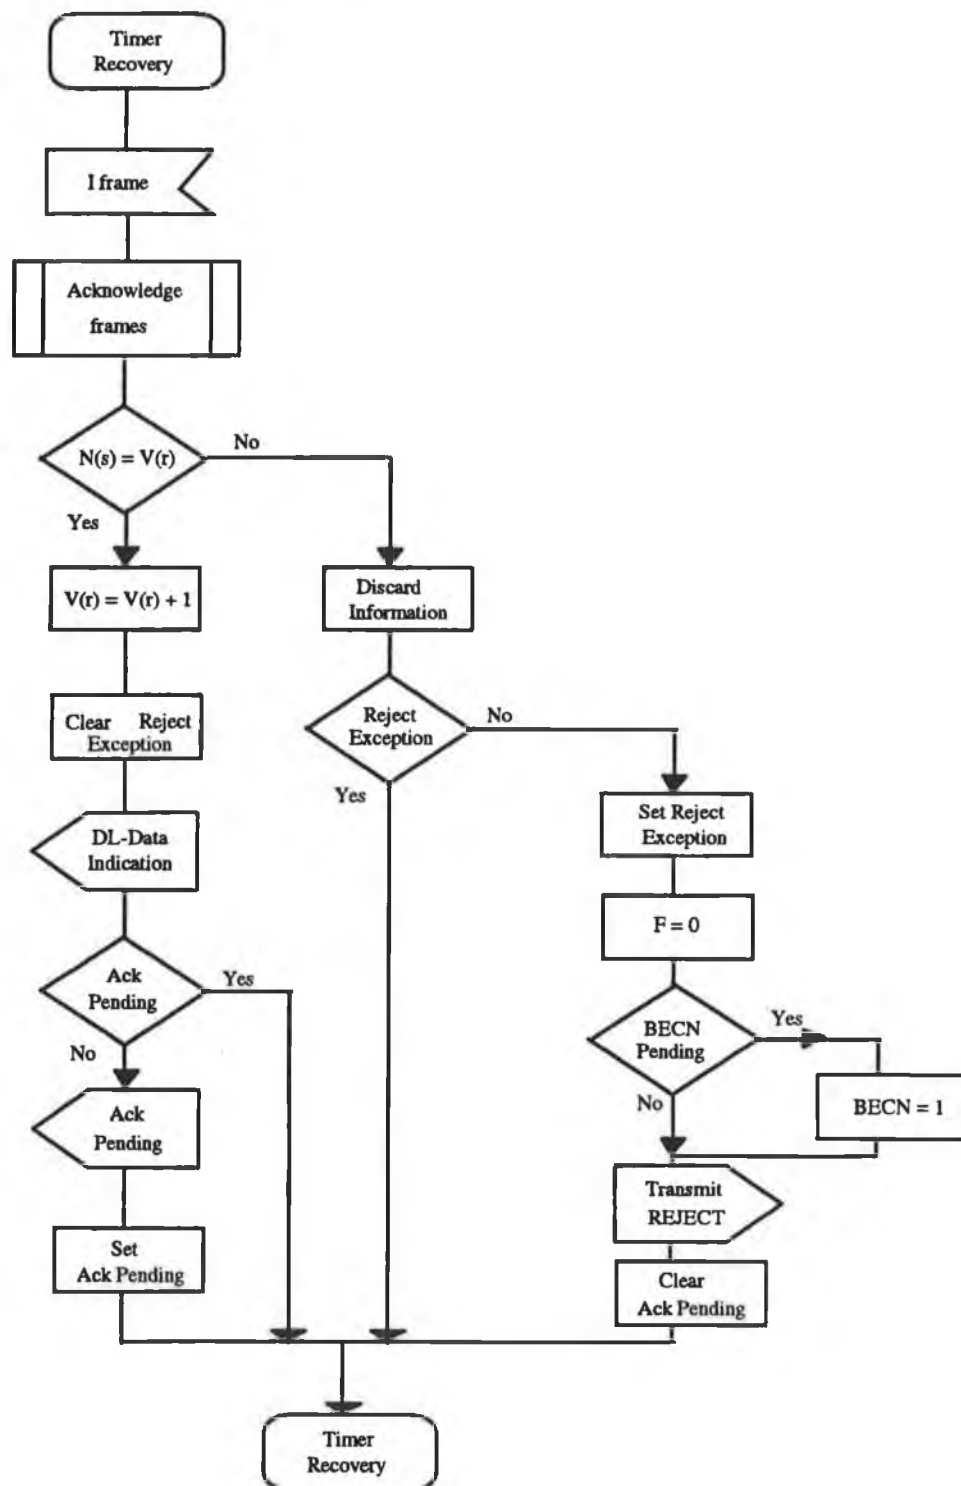 Timer
Recovery
I frame
Acknowledge
frames
N(s) = V(r)
No
Yes
V(r) = V(r) + 1
Discard
Information
Clear Reject
Exception
Reject
Exception
No
Yes
Set Reject
Exception
DL-Data
Indication
F = 0
Ack
Pending
Yes
No
BECN
Pending
Yes
No
BECN = 1
Ack
Pending
Transmit
REJECT
Set
Ack Pending
Clear
Ack Pending
Timer
Recovery